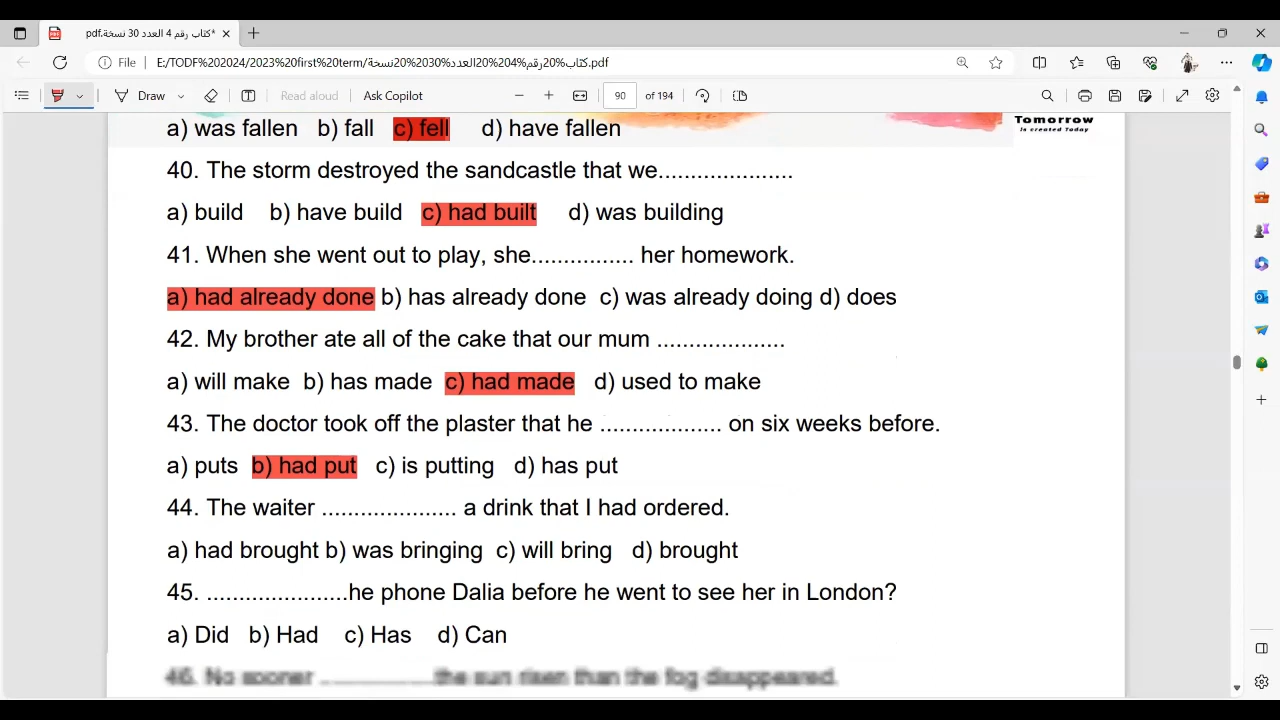 كتاب رقم 4 العدد 30 نسخة.pdf*
File
E:/TODF%202024/2023%20first%20term/كتاب%20رقم%204%20العدد%2030%20نسخة.pdf
Draw
Read aloud
Ask Copilot
90 of 194
Tomorrow
is created Today
a) was fallen b) fall c) fell d) have fallen
40. The storm destroyed the sandcastle that we.....................
a) build b) have build c) had built d) was building
41. When she went out to play, she................ her homework.
a) had already done b) has already done c) was already doing d) does
42. My brother ate all of the cake that our mum ....................
a) will make b) has made c) had made d) used to make
43. The doctor took off the plaster that he ................... on six weeks before.
a) puts b) had put c) is putting d) has put
44. The waiter ..................... a drink that I had ordered.
a) had brought b) was bringing c) will bring d) brought
45. ......................he phone Dalia before he went to see her in London?
a) Did b) Had c) Has d) Can
46. No sooner ..................the sun risen than the fog disappeared.